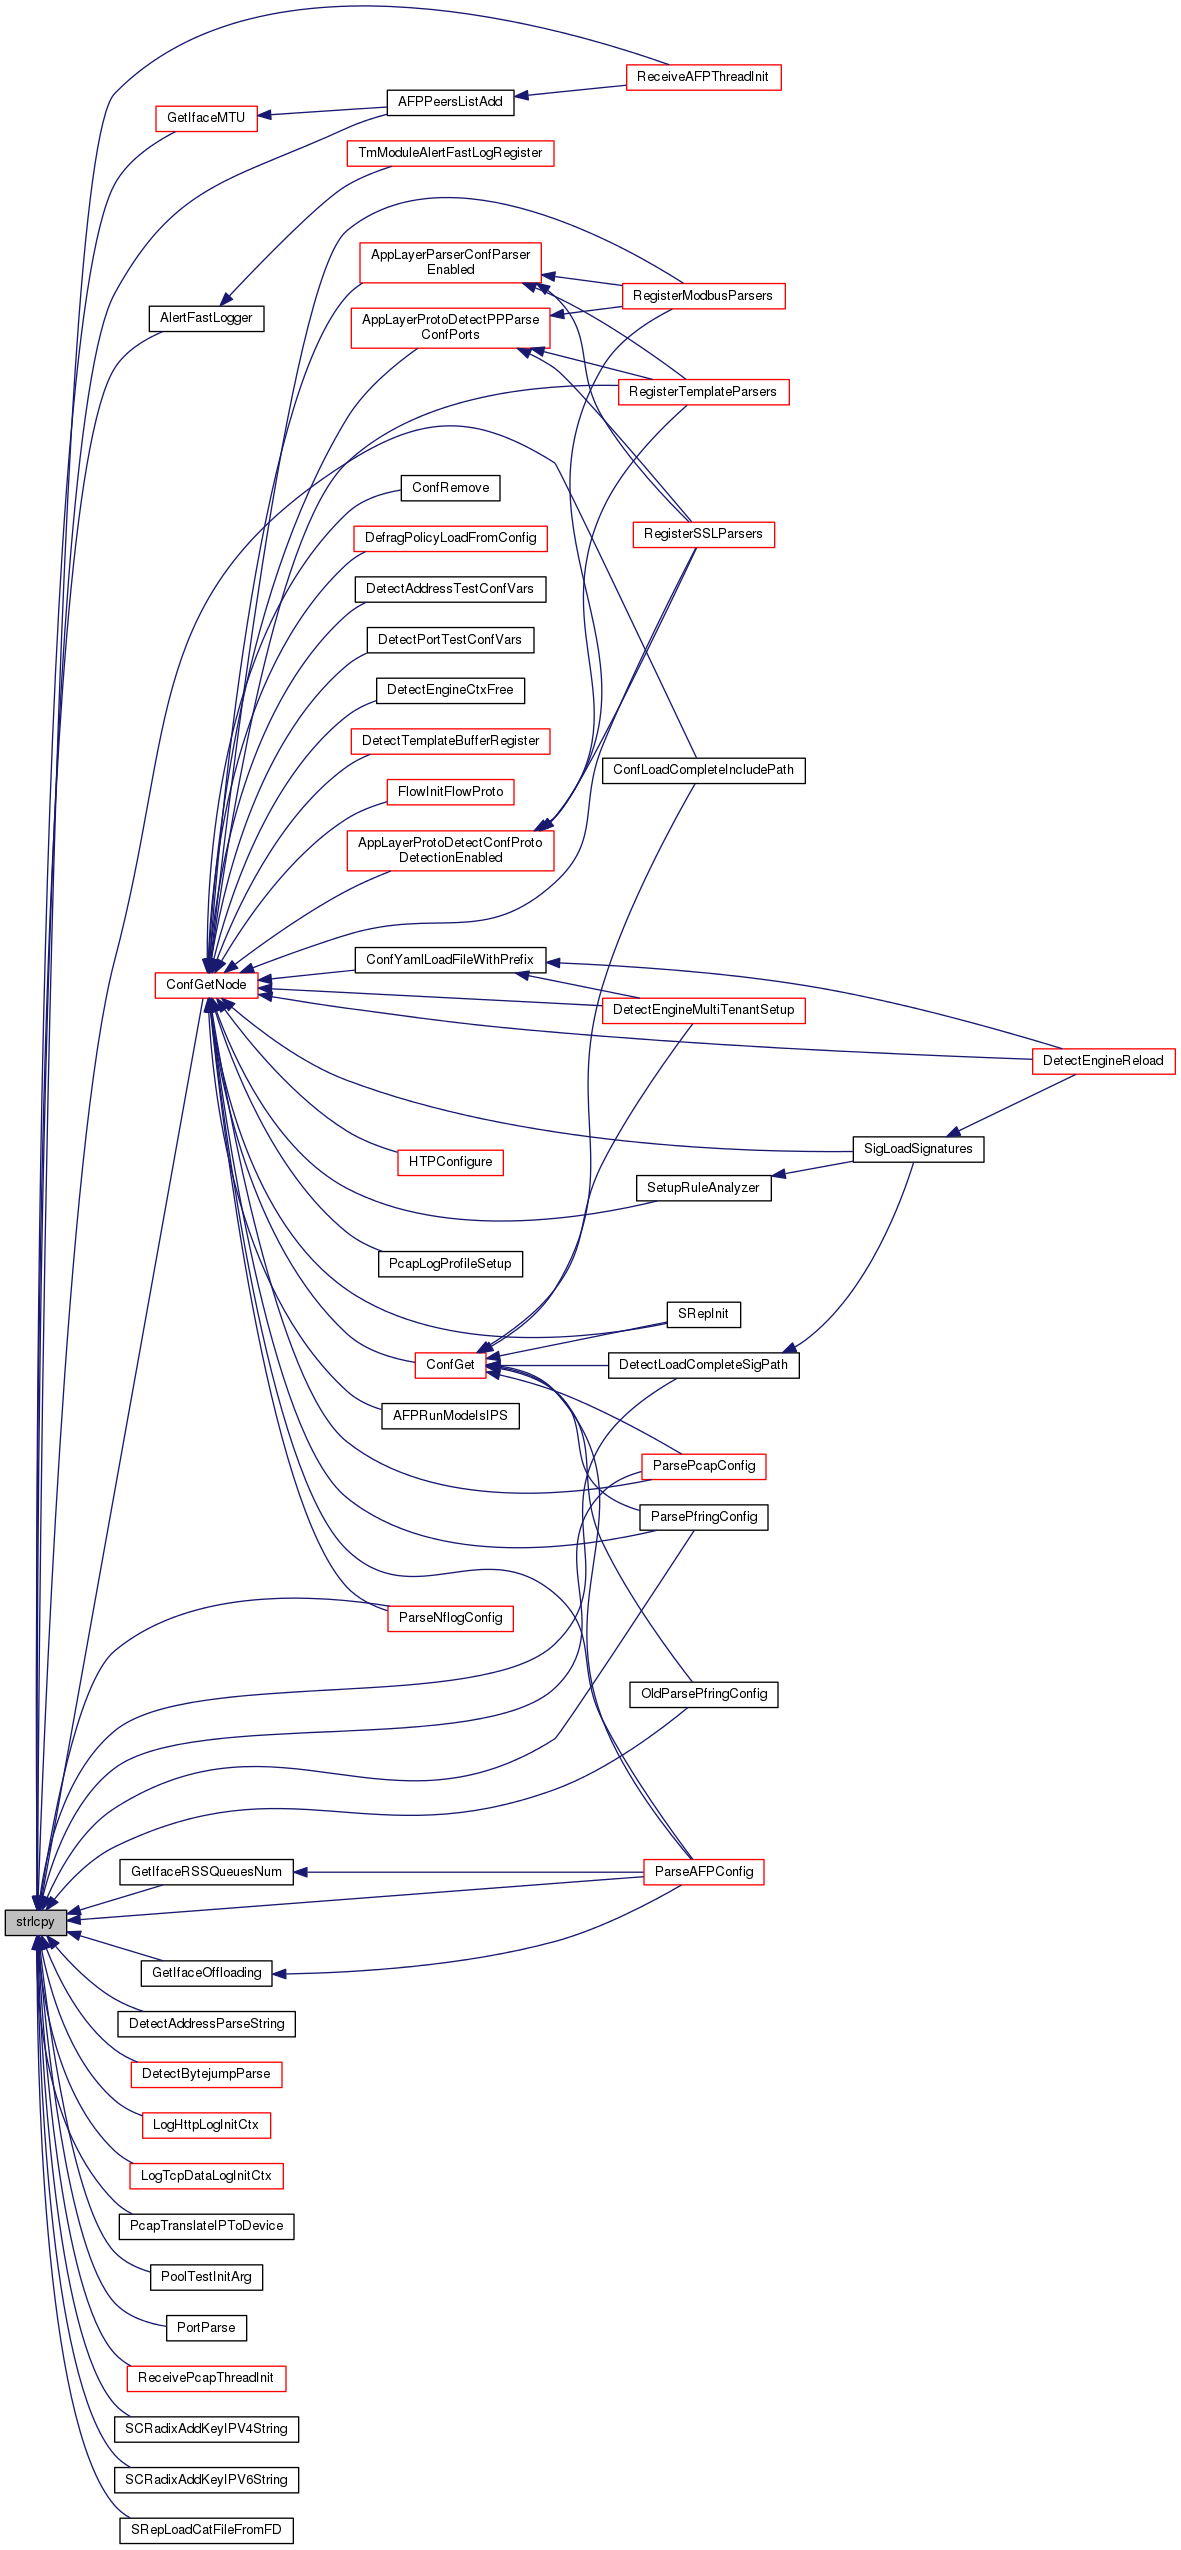 ReceiveAFPThreadInit
AFPPeersListAdd
GetIfaceMTU
TmModuleAlertFastLogRegister
AppLayerParserConfParser
Enabled
RegisterModbusParsers
AlertFastLogger
AppLayerProtoDetectPPParse
ConfPorts
RegisterTemplateParsers
ConfRemove
RegisterSSLParsers
DefragPolicyLoadFromConfig
DetectAddressTestConfVars
DetectPortTestConfVars
DetectEngineCtxFree
DetectTemplateBufferRegister
ConfLoadCompleteIncludePath
FlowInitFlowProto
AppLayerProtoDetectConfProto
DetectionEnabled
ConfYamlLoadFileWithPrefix
ConfGetNode
DetectEngineMultiTenantSetup
DetectEngineReload
SigLoadSignatures
HTPConfigure
SetupRuleAnalyzer
PcapLogProfileSetup
SRepInit
ConfGet
DetectLoadCompleteSigPath
AFPRunModeIsIPS
ParsePcapConfig
ParsePfringConfig
ParseNflogConfig
OldParsePfringConfig
GetIfaceRSSQueuesNum
ParseAFPConfig
strlcpy
GetIfaceOffloading
DetectAddressParseString
DetectBytejumpParse
LogHttpLogInitCtx
LogTcpDataLogInitCtx
PcapTranslateIPToDevice
PoolTestInitArg
PortParse
ReceivePcapThreadInit
SCRadixAddKeyIPV4String
SCRadixAddKeyIPV6String
SRepLoadCatFileFromFD